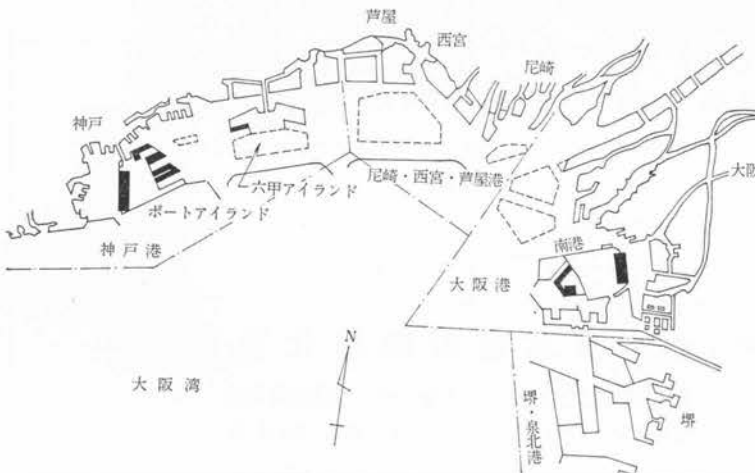 芦屋
西宮
尼崎
神戸
大阪
六甲アイランド
尼崎・西宮・芦屋港
ポートアイランド
神戸港
南港
大阪港
N
大阪湾
堺・泉北港
堺